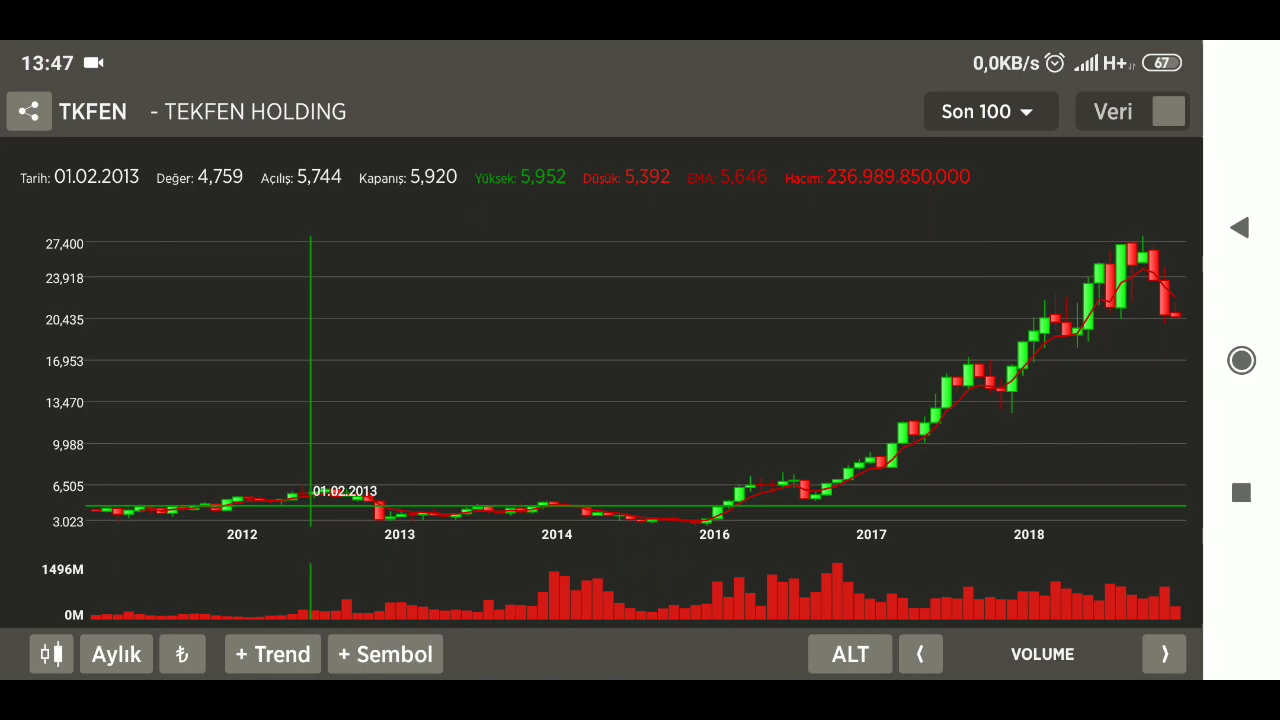 13:47 0,0KB/s H+ 67
TKFEN - TEKFEN HOLDING Son 100 Veri
Tarih: 01.02.2013 Değer: 4,759 Açılış: 5,744 Kapanış: 5,920 Yüksek: 5,952 Düşük: 5,392 EMA: 5,646 Hacim: 236.989.850,000
27,400
23,918
20,435
16,953
13,470
9,988
6,505
01.02.2013
3.023
2012 2013 2014 2016 2017 2018
1496M
0M
Aylık ₺ + Trend + Sembol ALT ❬ VOLUME ❭